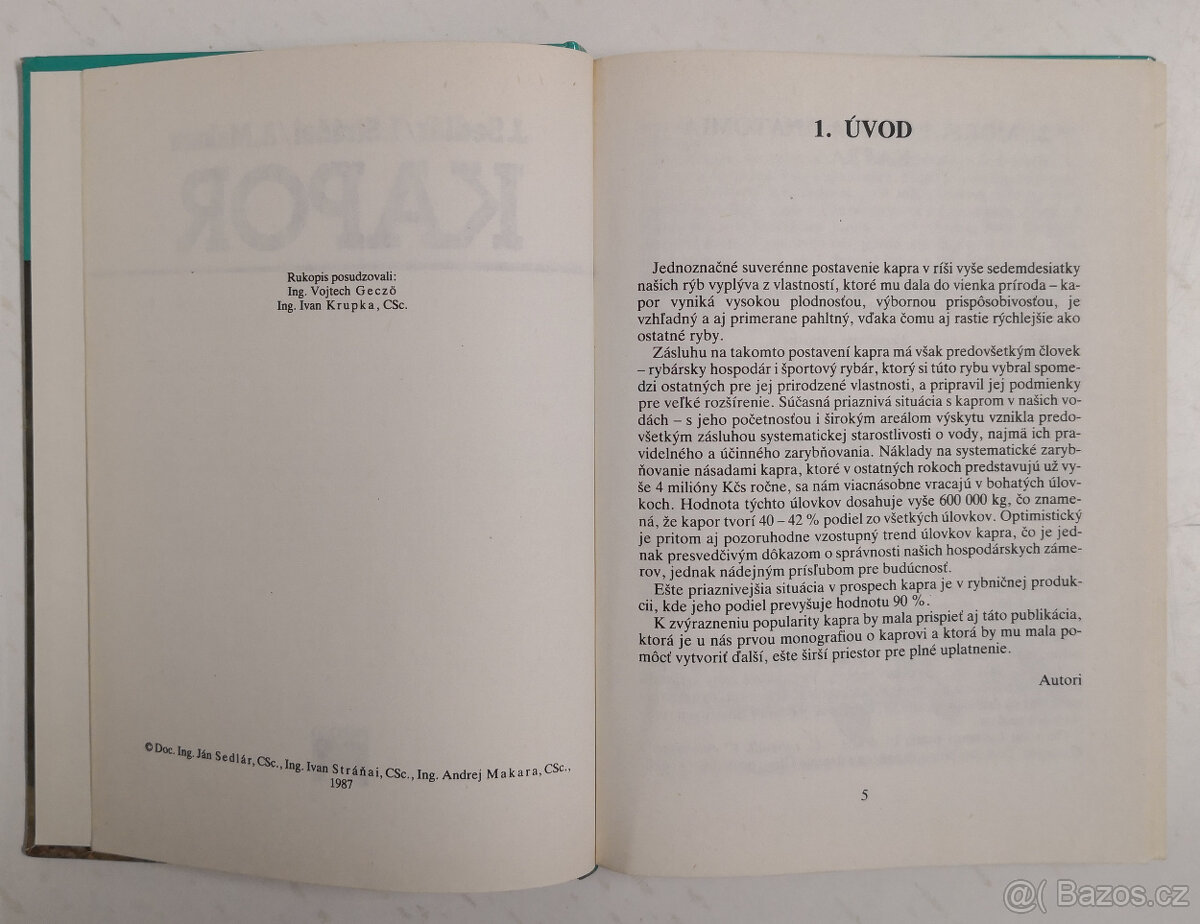 Rukopis posudzovali:
Ing. Vojtech Geczō
Ing. Ivan Krupka, CSc.
© Doc. Ing. Ján Sedlár, CSc., Ing. Ivan Stráňai, CSc., Ing. Andrej Makara, CSc.,
1987
1. ÚVOD
Jednoznačné suverénne postavenie kapra v ríši vyše sedemdesiatky
našich rýb vyplýva z vlastností, ktoré mu dala do vienka príroda – ka-
por vyniká vysokou plodnosťou, výbornou prispôsobivosťou, je
vzhľadný a aj primerane pahltný, vďaka čomu aj rastie rýchlejšie ako
ostatné ryby.
Zásluhu na takomto postavení kapra má však predovšetkým človek
– rybársky hospodár i športový rybár, ktorý si túto rybu vybral spome-
dzi ostatných pre jej prirodzené vlastnosti, a pripravil jej podmienky
pre veľké rozšírenie. Súčasná priaznivá situácia s kaprom v našich vo-
dách – s jeho početnosťou i širokým areálom výskytu vznikla predo-
všetkým zásluhou systematickej starostlivosti o vody, najmä ich pra-
videlného a účinného zarybňovania. Náklady na systematické zaryb-
ňovanie násadami kapra, ktoré v ostatných rokoch predstavujú už vy-
še 4 milióny Kčs ročne, sa nám viacnásobne vracajú v bohatých úlov-
koch. Hodnota týchto úlovkov dosahuje vyše 600 000 kg, čo zname-
ná, že kapor tvorí 40 – 42 % podiel zo všetkých úlovkov. Optimistický
je pritom aj pozoruhodne vzostupný trend úlovkov kapra, čo je jed-
nak presvedčivým dôkazom o správnosti našich hospodárskych záme-
rov, jednak nádejným prísľubom pre budúcnosť.
Ešte priaznivejšia situácia v prospech kapra je v rybničnej produk-
cii, kde jeho podiel prevyšuje hodnotu 90 %.
K zvýrazneniu popularity kapra by mala prispieť aj táto publikácia,
ktorá je u nás prvou monografiou o kaprovi a ktorá by mu mala po-
môcť vytvoriť ďalší, ešte širší priestor pre plné uplatnenie.
Autori
5
@( Bazos.cz